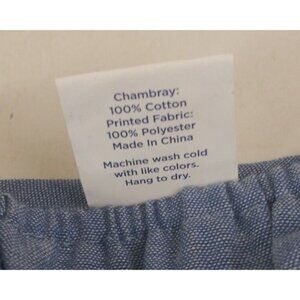 Chambray:
100% Cotton
Printed Fabric:
100% Polyester
Made In China
Machine wash cold
with like colors.
Hang to dry.